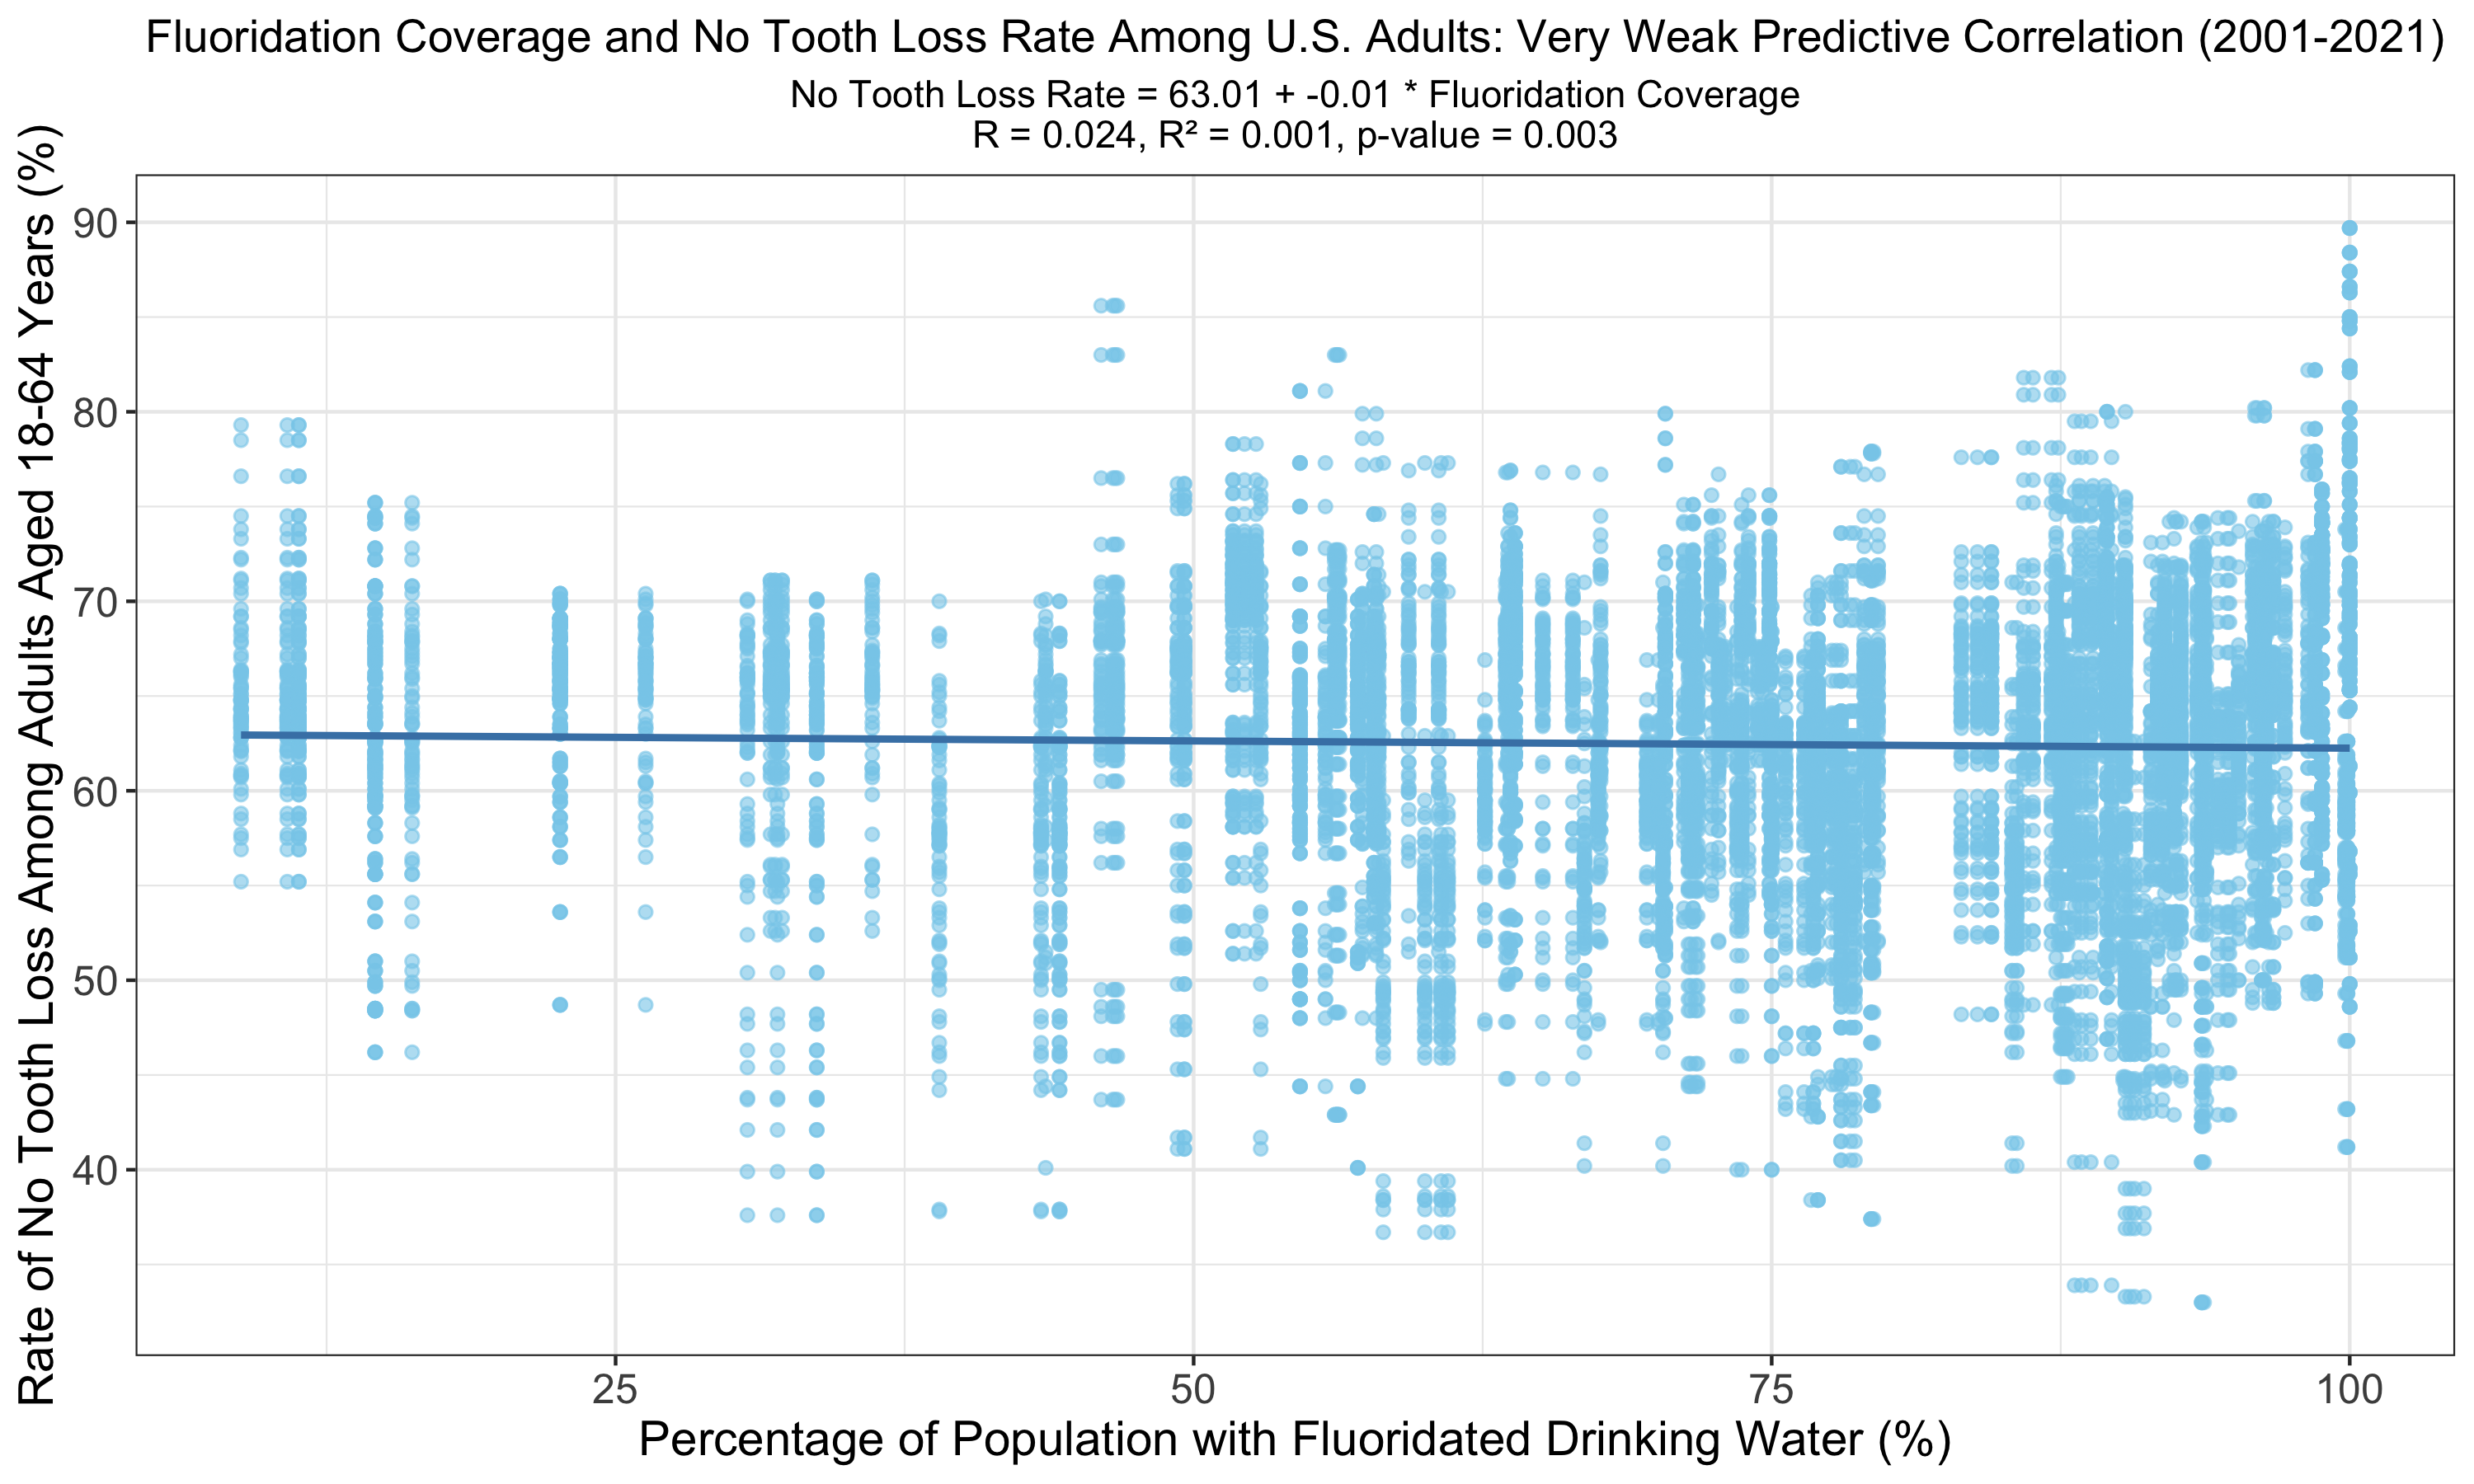 Fluoridation Coverage and No Tooth Loss Rate Among U.S. Adults: Very Weak Predictive Correlation (2001-2021)
No Tooth Loss Rate = 63.01 + -0.01 * Fluoridation Coverage
R = 0.024, R² = 0.001, p-value = 0.003
Rate of No Tooth Loss Among Adults Aged 18-64 Years (%)
90
80
70
60
50
40
25
50
75
100
Percentage of Population with Fluoridated Drinking Water (%)